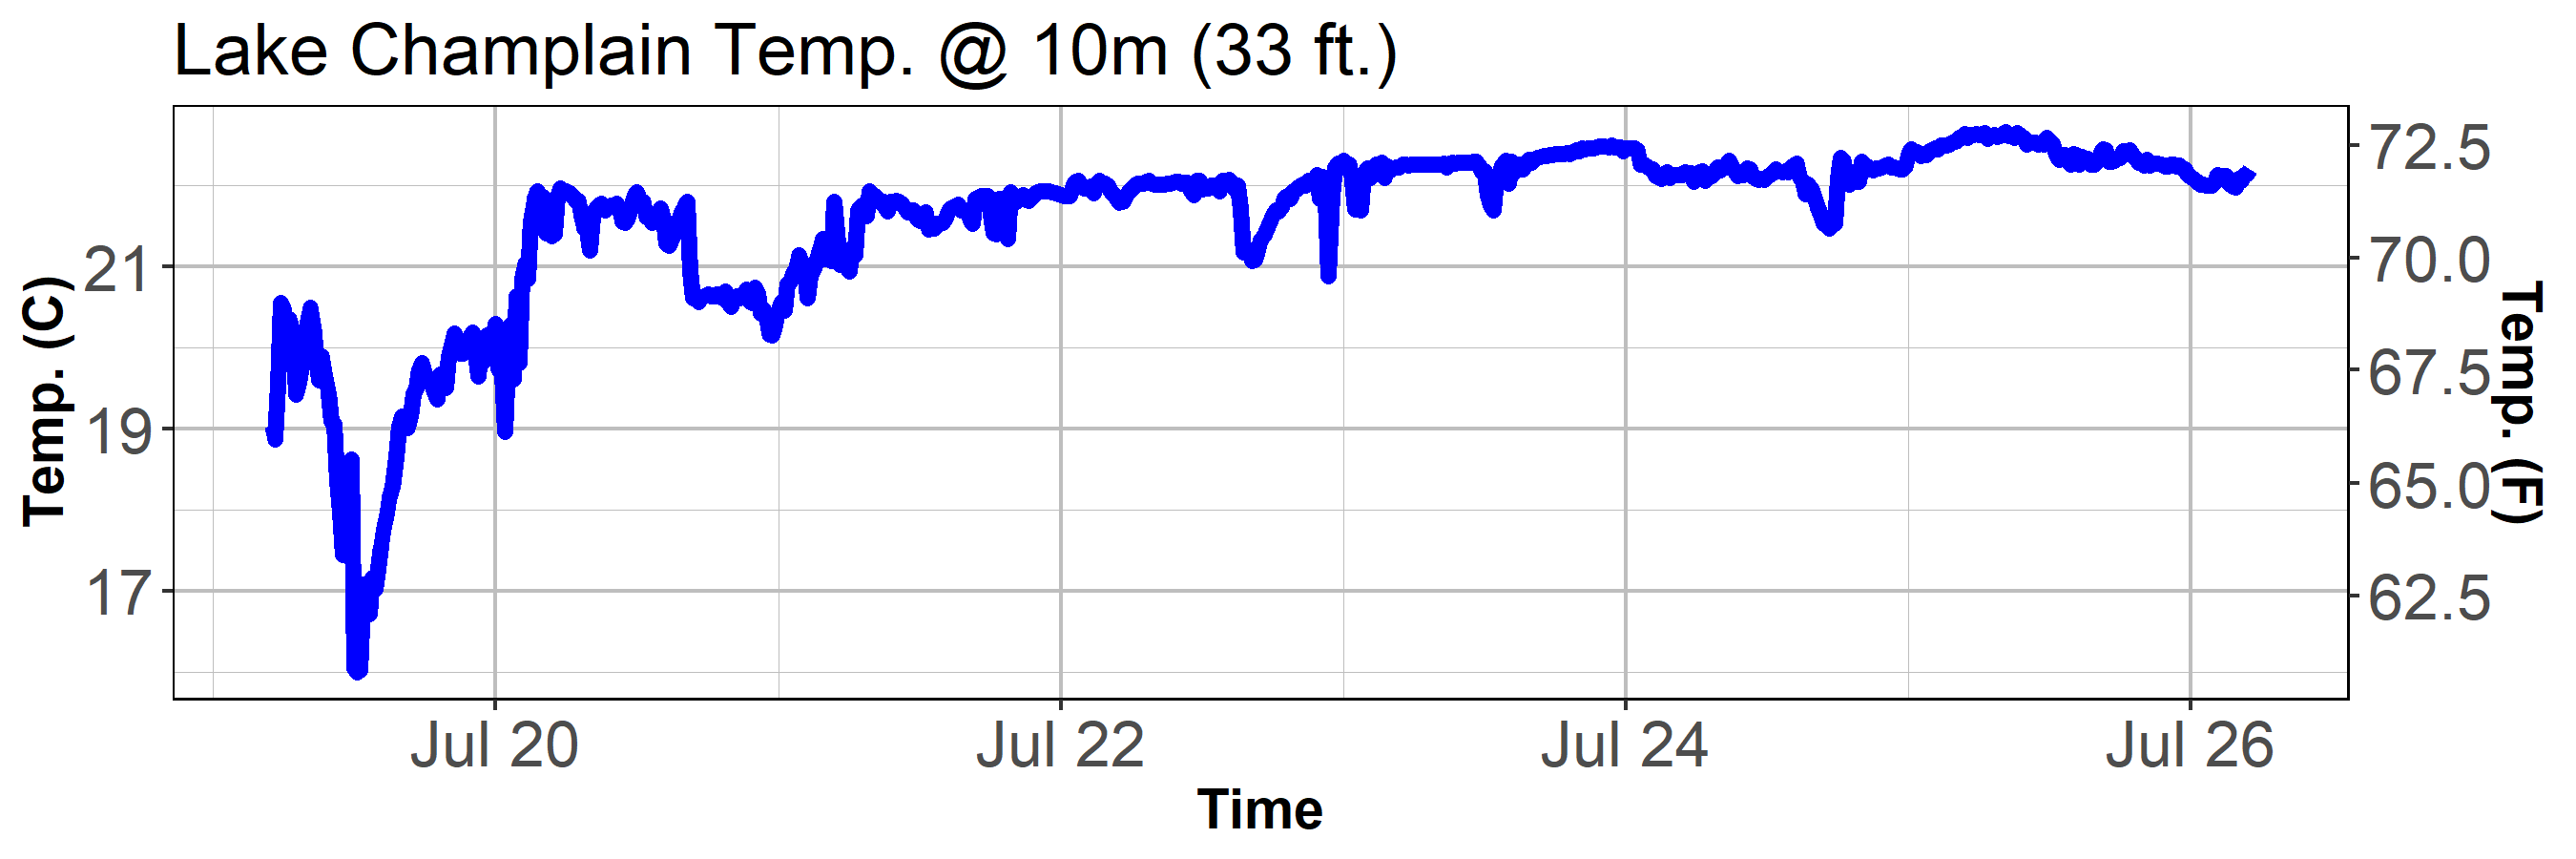 Lake Champlain Temp. @ 10m (33 ft.)
Temp. (C)
21
19
17
72.5
70.0
67.5
65.0
62.5
Temp. (F)
Jul 20 Jul 22 Jul 24 Jul 26
Time